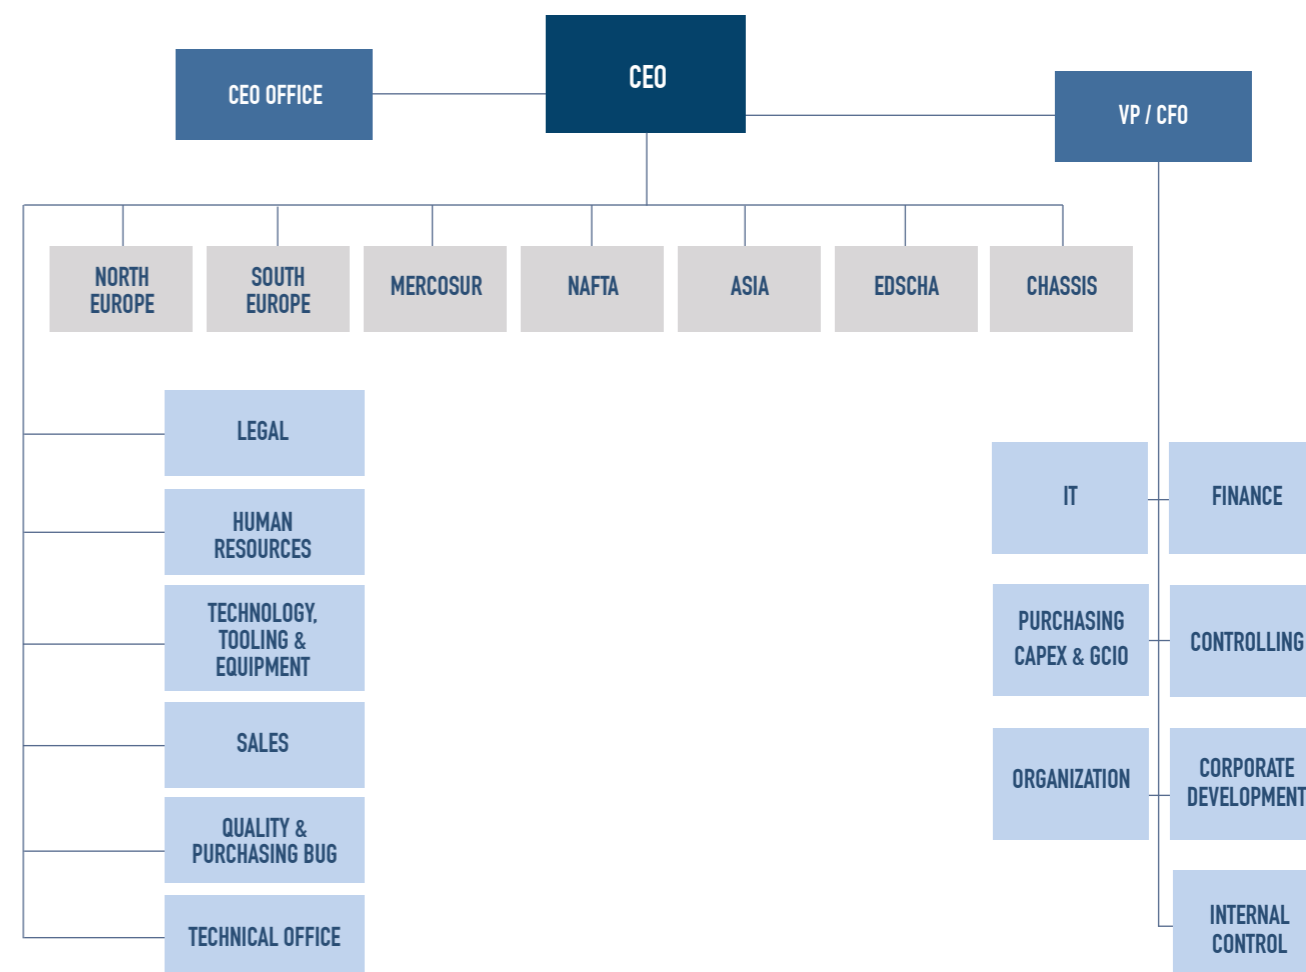 CEO OFFICE
CEO
VP / CFO
NORTH
EUROPE
SOUTH
EUROPE
MERCOSUR
NAFTA
ASIA
EDSCHA
CHASSIS
LEGAL
HUMAN
RESOURCES
TECHNOLOGY,
TOOLING &
EQUIPMENT
SALES
QUALITY &
PURCHASING BUG
TECHNICAL OFFICE
IT
FINANCE
PURCHASING
CAPEX & GCIO
CONTROLLING
ORGANIZATION
CORPORATE
DEVELOPMENT
INTERNAL
CONTROL